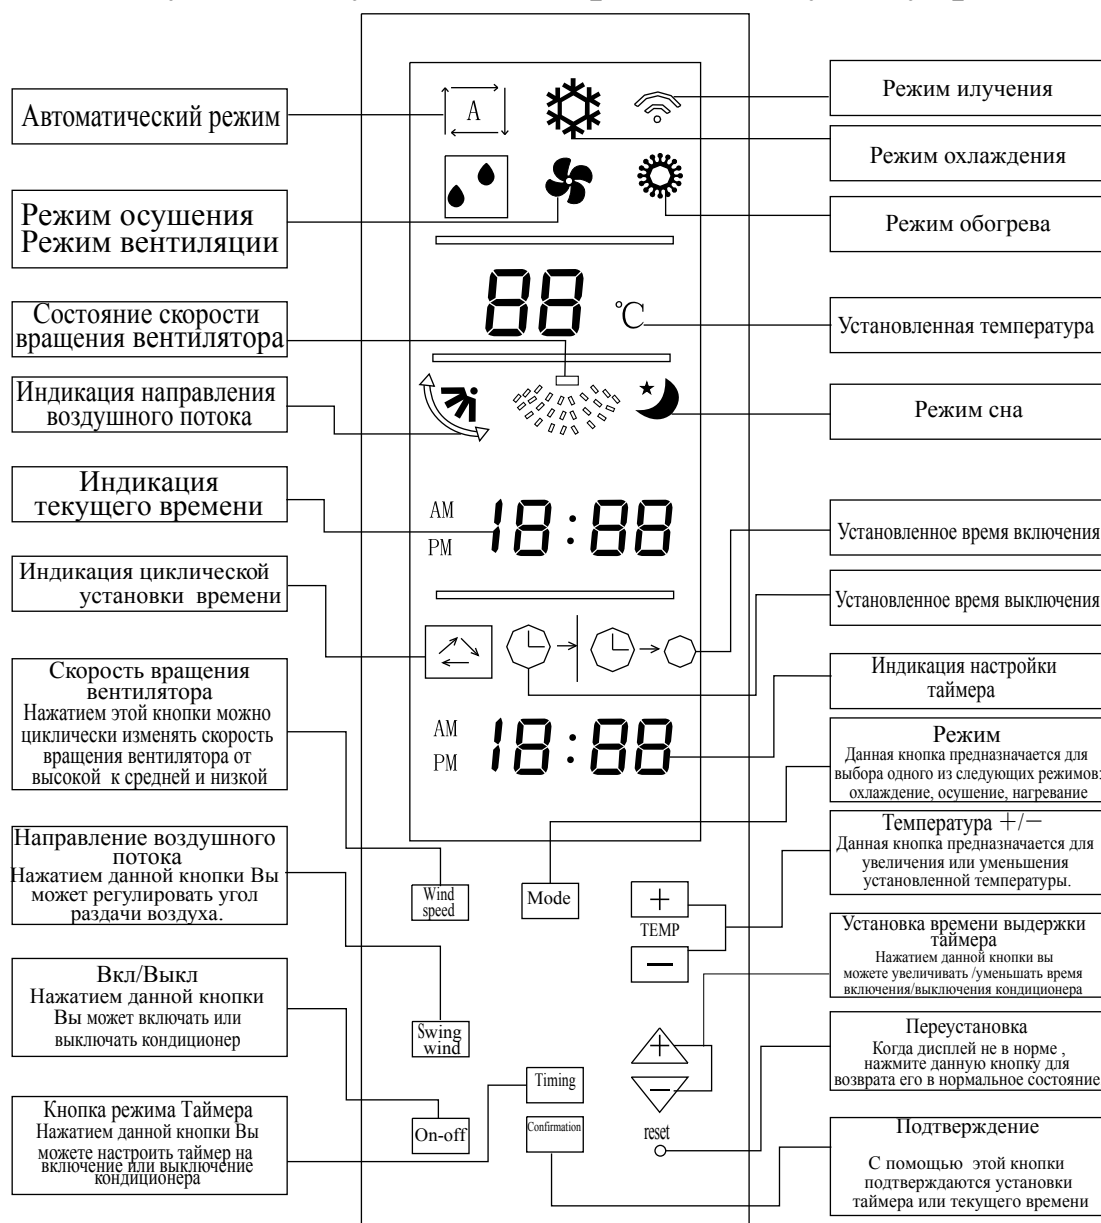 Автоматический режим
Режим осушения
Режим вентиляции
Состояние скорости
вращения вентилятора
Индикация направления
воздушного потока
Индикация
текущего времени
Индикация циклической
установки времени
Скорость вращения
вентилятора
Нажатием этой кнопки можно
циклически изменять скорость
вращения вентилятора от
высокой к средней и низкой
Направление воздушного
потока
Нажатием данной кнопки Вы
может регулировать угол
раздачи воздуха.
Вкл/Выкл
Нажатием данной кнопки
Вы может включать или
выключать кондиционер
Кнопка режима Таймера
Нажатием данной кнопки Вы
можете настроить таймер на
включение или выключение
кондиционера
A
88 °C
AM
PM
18:88
AM
PM
18:88
Wind
speed
Mode
+
TEMP
−
Swing
wind
+
−
Timing
On-off
Confirmation
reset
Режим илучения
Режим охлаждения
Режим обогрева
Установленная температура
Режим сна
Установленное время включения
Установленное время выключения
Индикация настройки
таймера
Режим
Данная кнопка предназначается для
выбора одного из следующих режимов:
охлаждение, осушение, нагревание
Температура +/−
Данная кнопка предназначается для
увеличения или уменьшения
установленной температуры.
Установка времени выдержки
таймера
Нажатием данной кнопки вы
можете увеличивать /уменьшать время
включения/выключения кондиционера
Переустановка
Когда дисплей не в норме ,
нажмите данную кнопку для
возврата его в нормальное состояние
Подтверждение
С помощью этой кнопки
подтверждаются установки
таймера или текущего времени